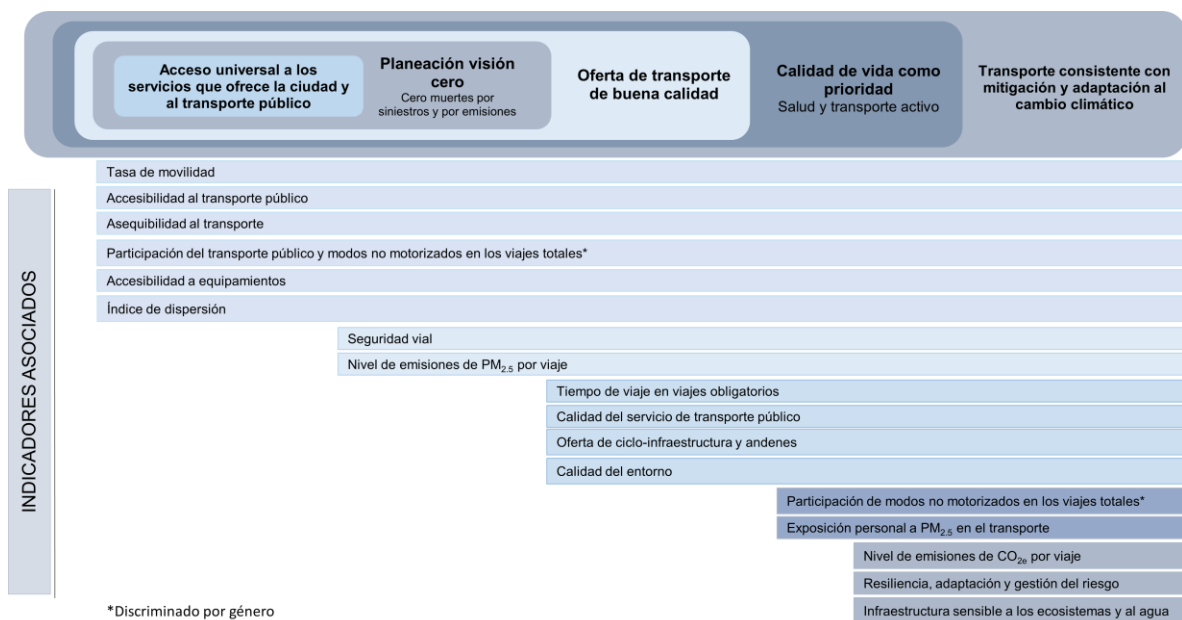 Acceso universal a los
servicios que ofrece la ciudad y
al transporte público
Planeación visión
cero
Cero muertes por
siniestros y por emisiones
Oferta de transporte
de buena calidad
Calidad de vida como
prioridad
Salud y transporte activo
Transporte consistente con
mitigación y adaptación al
cambio climático
INDICADORES ASOCIADOS
Tasa de movilidad
Accesibilidad al transporte público
Asequibilidad al transporte
Participación del transporte público y modos no motorizados en los viajes totales*
Accesibilidad a equipamientos
Índice de dispersión
Seguridad vial
Nivel de emisiones de PM2.5 por viaje
Tiempo de viaje en viajes obligatorios
Calidad del servicio de transporte público
Oferta de ciclo-infraestructura y andenes
Calidad del entorno
Participación de modos no motorizados en los viajes totales*
Exposición personal a PM2.5 en el transporte
Nivel de emisiones de CO2e por viaje
Resiliencia, adaptación y gestión del riesgo
Infraestructura sensible a los ecosistemas y al agua
*Discriminado por género